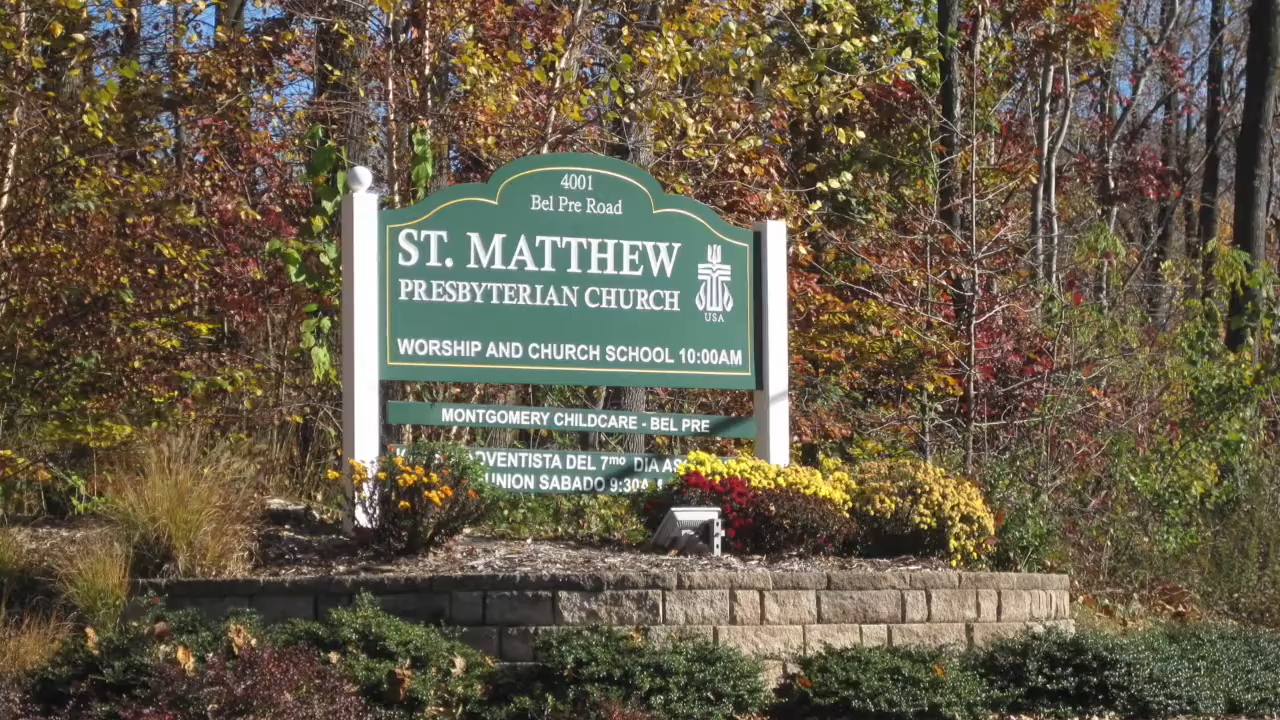 4001
Bel Pre Road
ST. MATTHEW
PRESBYTERIAN CHURCH
USA
WORSHIP AND CHURCH SCHOOL 10:00AM
MONTGOMERY CHILDCARE - BEL PRE
DEL 7mo DIA
SABADO